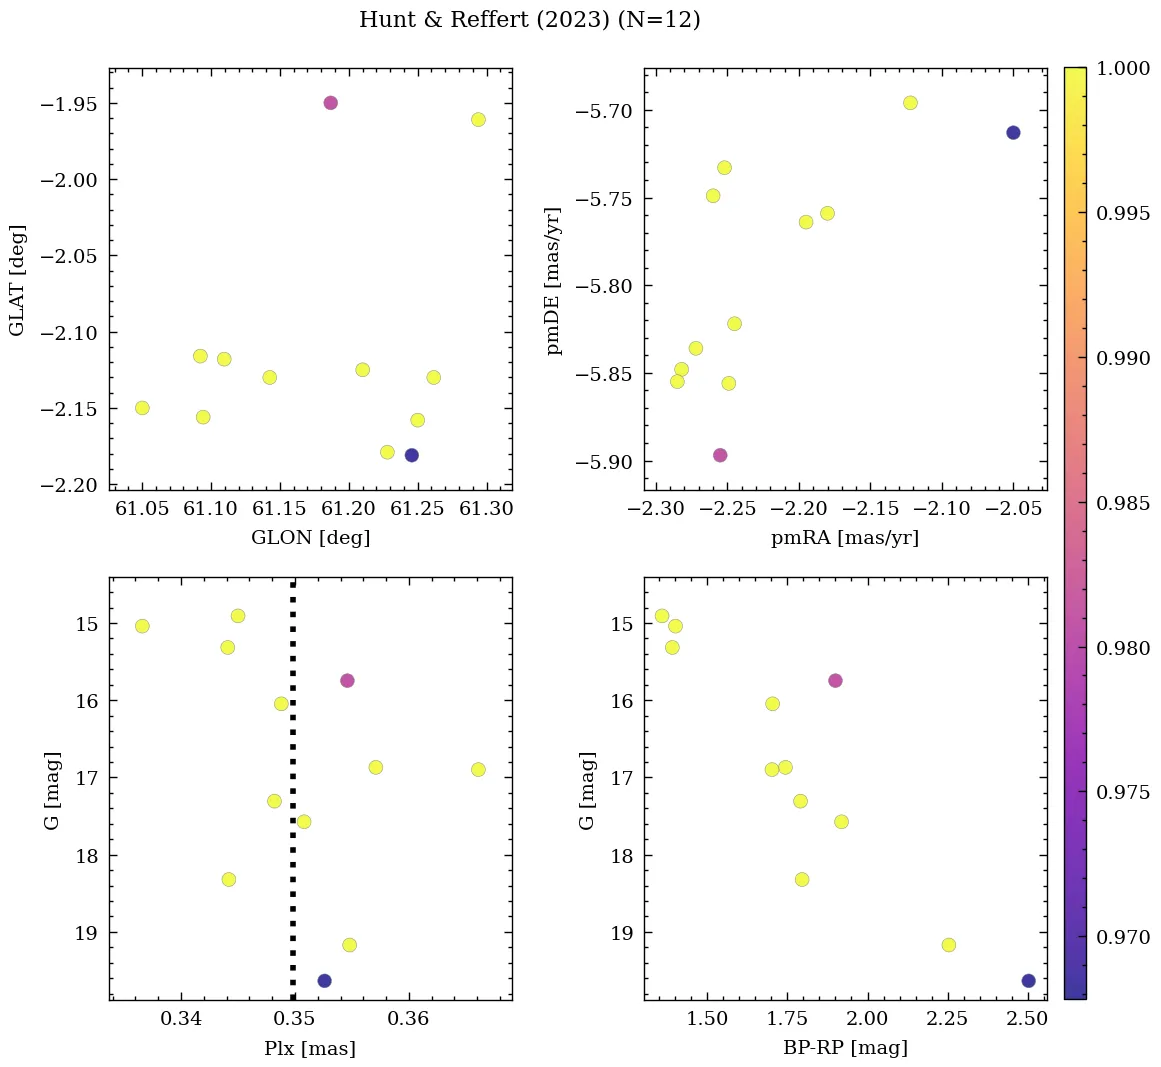 Hunt & Reffert (2023) (N=12)
−1.95
−2.00
−2.05
−2.10
−2.15
−2.20
GLAT [deg]
61.05 61.10 61.15 61.20 61.25 61.30
GLON [deg]
−5.70
−5.75
−5.80
−5.85
−5.90
pmDE [mas/yr]
−2.30 −2.25 −2.20 −2.15 −2.10 −2.05
pmRA [mas/yr]
15
16
17
18
19
G [mag]
0.34 0.35 0.36
Plx [mas]
15
16
17
18
19
G [mag]
1.50 1.75 2.00 2.25 2.50
BP-RP [mag]
1.000
0.995
0.990
0.985
0.980
0.975
0.970